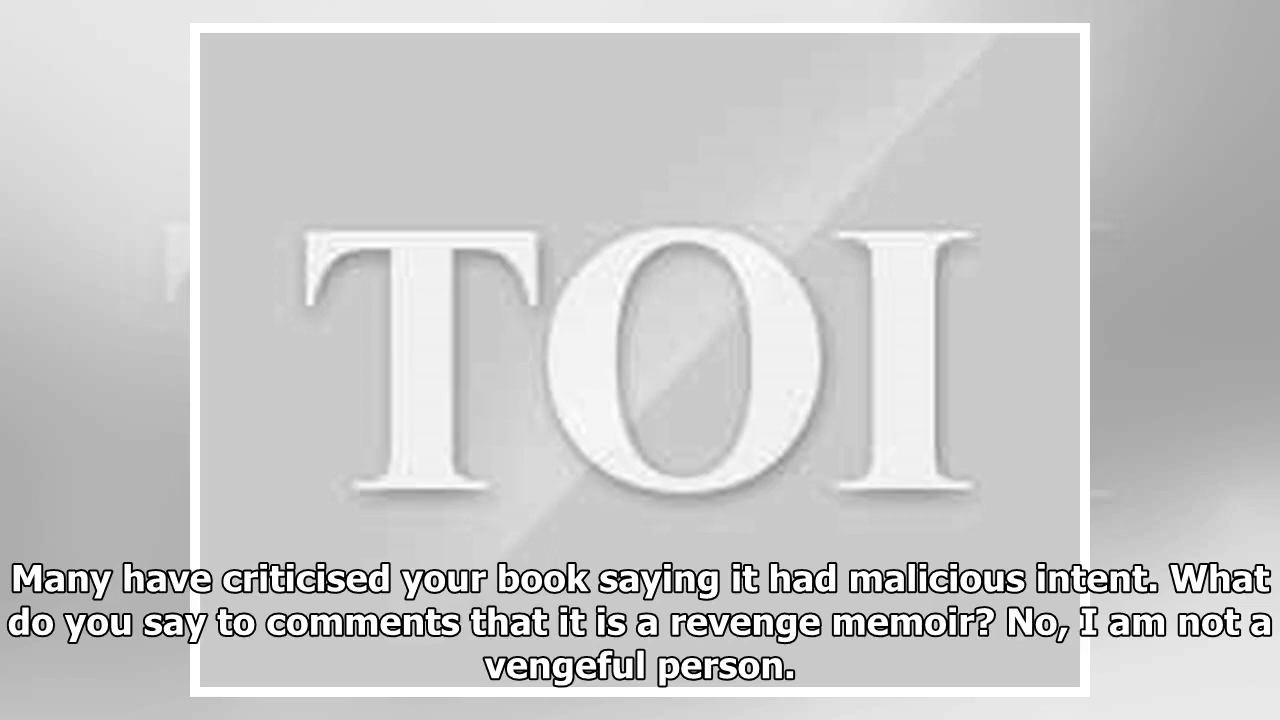 TOI
Many have criticised your book saying it had malicious intent. What
do you say to comments that it is a revenge memoir? No, I am not a
vengeful person.